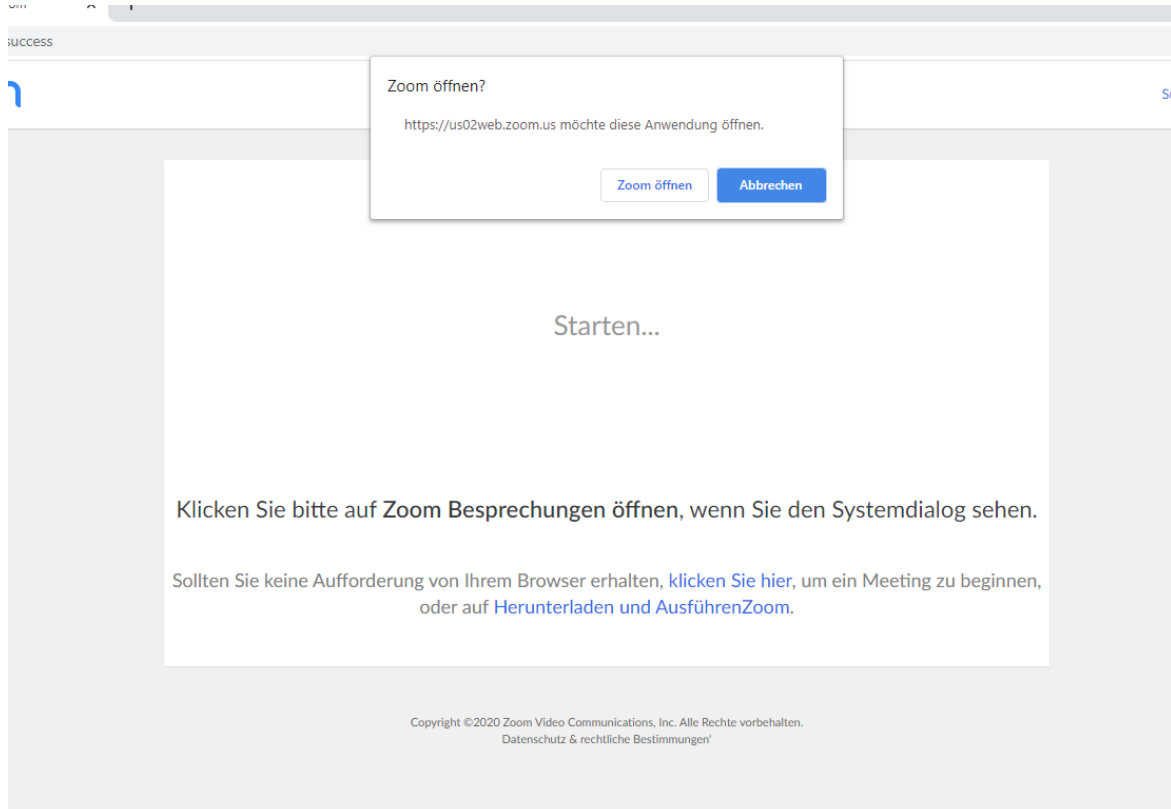 success
Zoom öffnen?
https://us02web.zoom.us möchte diese Anwendung öffnen.
Zoom öffnen
Abbrechen
Starten...
Klicken Sie bitte auf Zoom Besprechungen öffnen, wenn Sie den Systemdialog sehen.
Sollten Sie keine Aufforderung von Ihrem Browser erhalten, klicken Sie hier, um ein Meeting zu beginnen,
oder auf Herunterladen und AusführenZoom.
Copyright ©2020 Zoom Video Communications, Inc. Alle Rechte vorbehalten.
Datenschutz & rechtliche Bestimmungen'